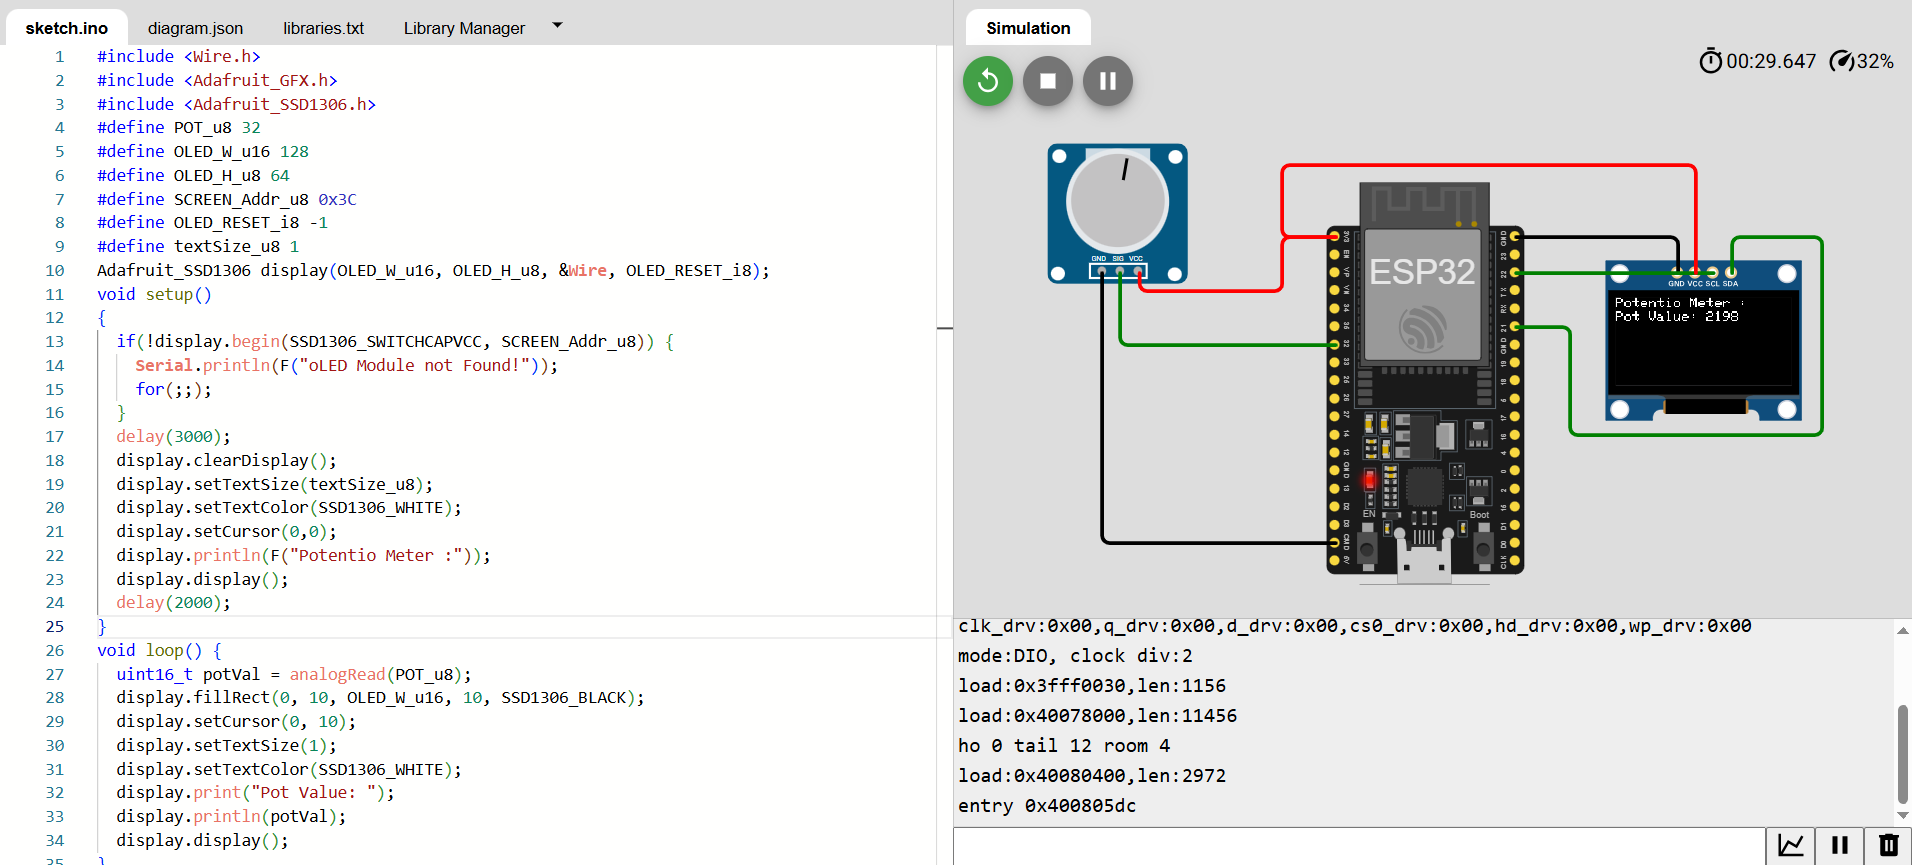 sketch.ino diagram.json libraries.txt Library Manager
1 #include <Wire.h>
2 #include <Adafruit_GFX.h>
3 #include <Adafruit_SSD1306.h>
4 #define POT_u8 32
5 #define OLED_W_u16 128
6 #define OLED_H_u8 64
7 #define SCREEN_Addr_u8 0x3C
8 #define OLED_RESET_i8 -1
9 #define textSize_u8 1
10 Adafruit_SSD1306 display(OLED_W_u16, OLED_H_u8, &Wire, OLED_RESET_i8);
11 void setup()
12 {
13 if(!display.begin(SSD1306_SWITCHCAPVCC, SCREEN_Addr_u8)) {
14 Serial.println(F("oLED Module not Found!"));
15 for(;;);
16 }
17 delay(3000);
18 display.clearDisplay();
19 display.setTextSize(textSize_u8);
20 display.setTextColor(SSD1306_WHITE);
21 display.setCursor(0,0);
22 display.println(F("Potentio Meter :"));
23 display.display();
24 delay(2000);
25 }
26 void loop() {
27 uint16_t potVal = analogRead(POT_u8);
28 display.fillRect(0, 10, OLED_W_u16, 10, SSD1306_BLACK);
29 display.setCursor(0, 10);
30 display.setTextSize(1);
31 display.setTextColor(SSD1306_WHITE);
32 display.print("Pot Value: ");
33 display.println(potVal);
34 display.display();
35 }
Simulation
00:29.647 32%
GND SIG VCC
ESP32
EN Boot
GND VCC SCL SDA
Potentio Meter :
Pot Value: 2198
clk_drv:0x00,q_drv:0x00,d_drv:0x00,cs0_drv:0x00,hd_drv:0x00,wp_drv:0x00
mode:DIO, clock div:2
load:0x3fff0030,len:1156
load:0x40078000,len:11456
ho 0 tail 12 room 4
load:0x40080400,len:2972
entry 0x400805dc